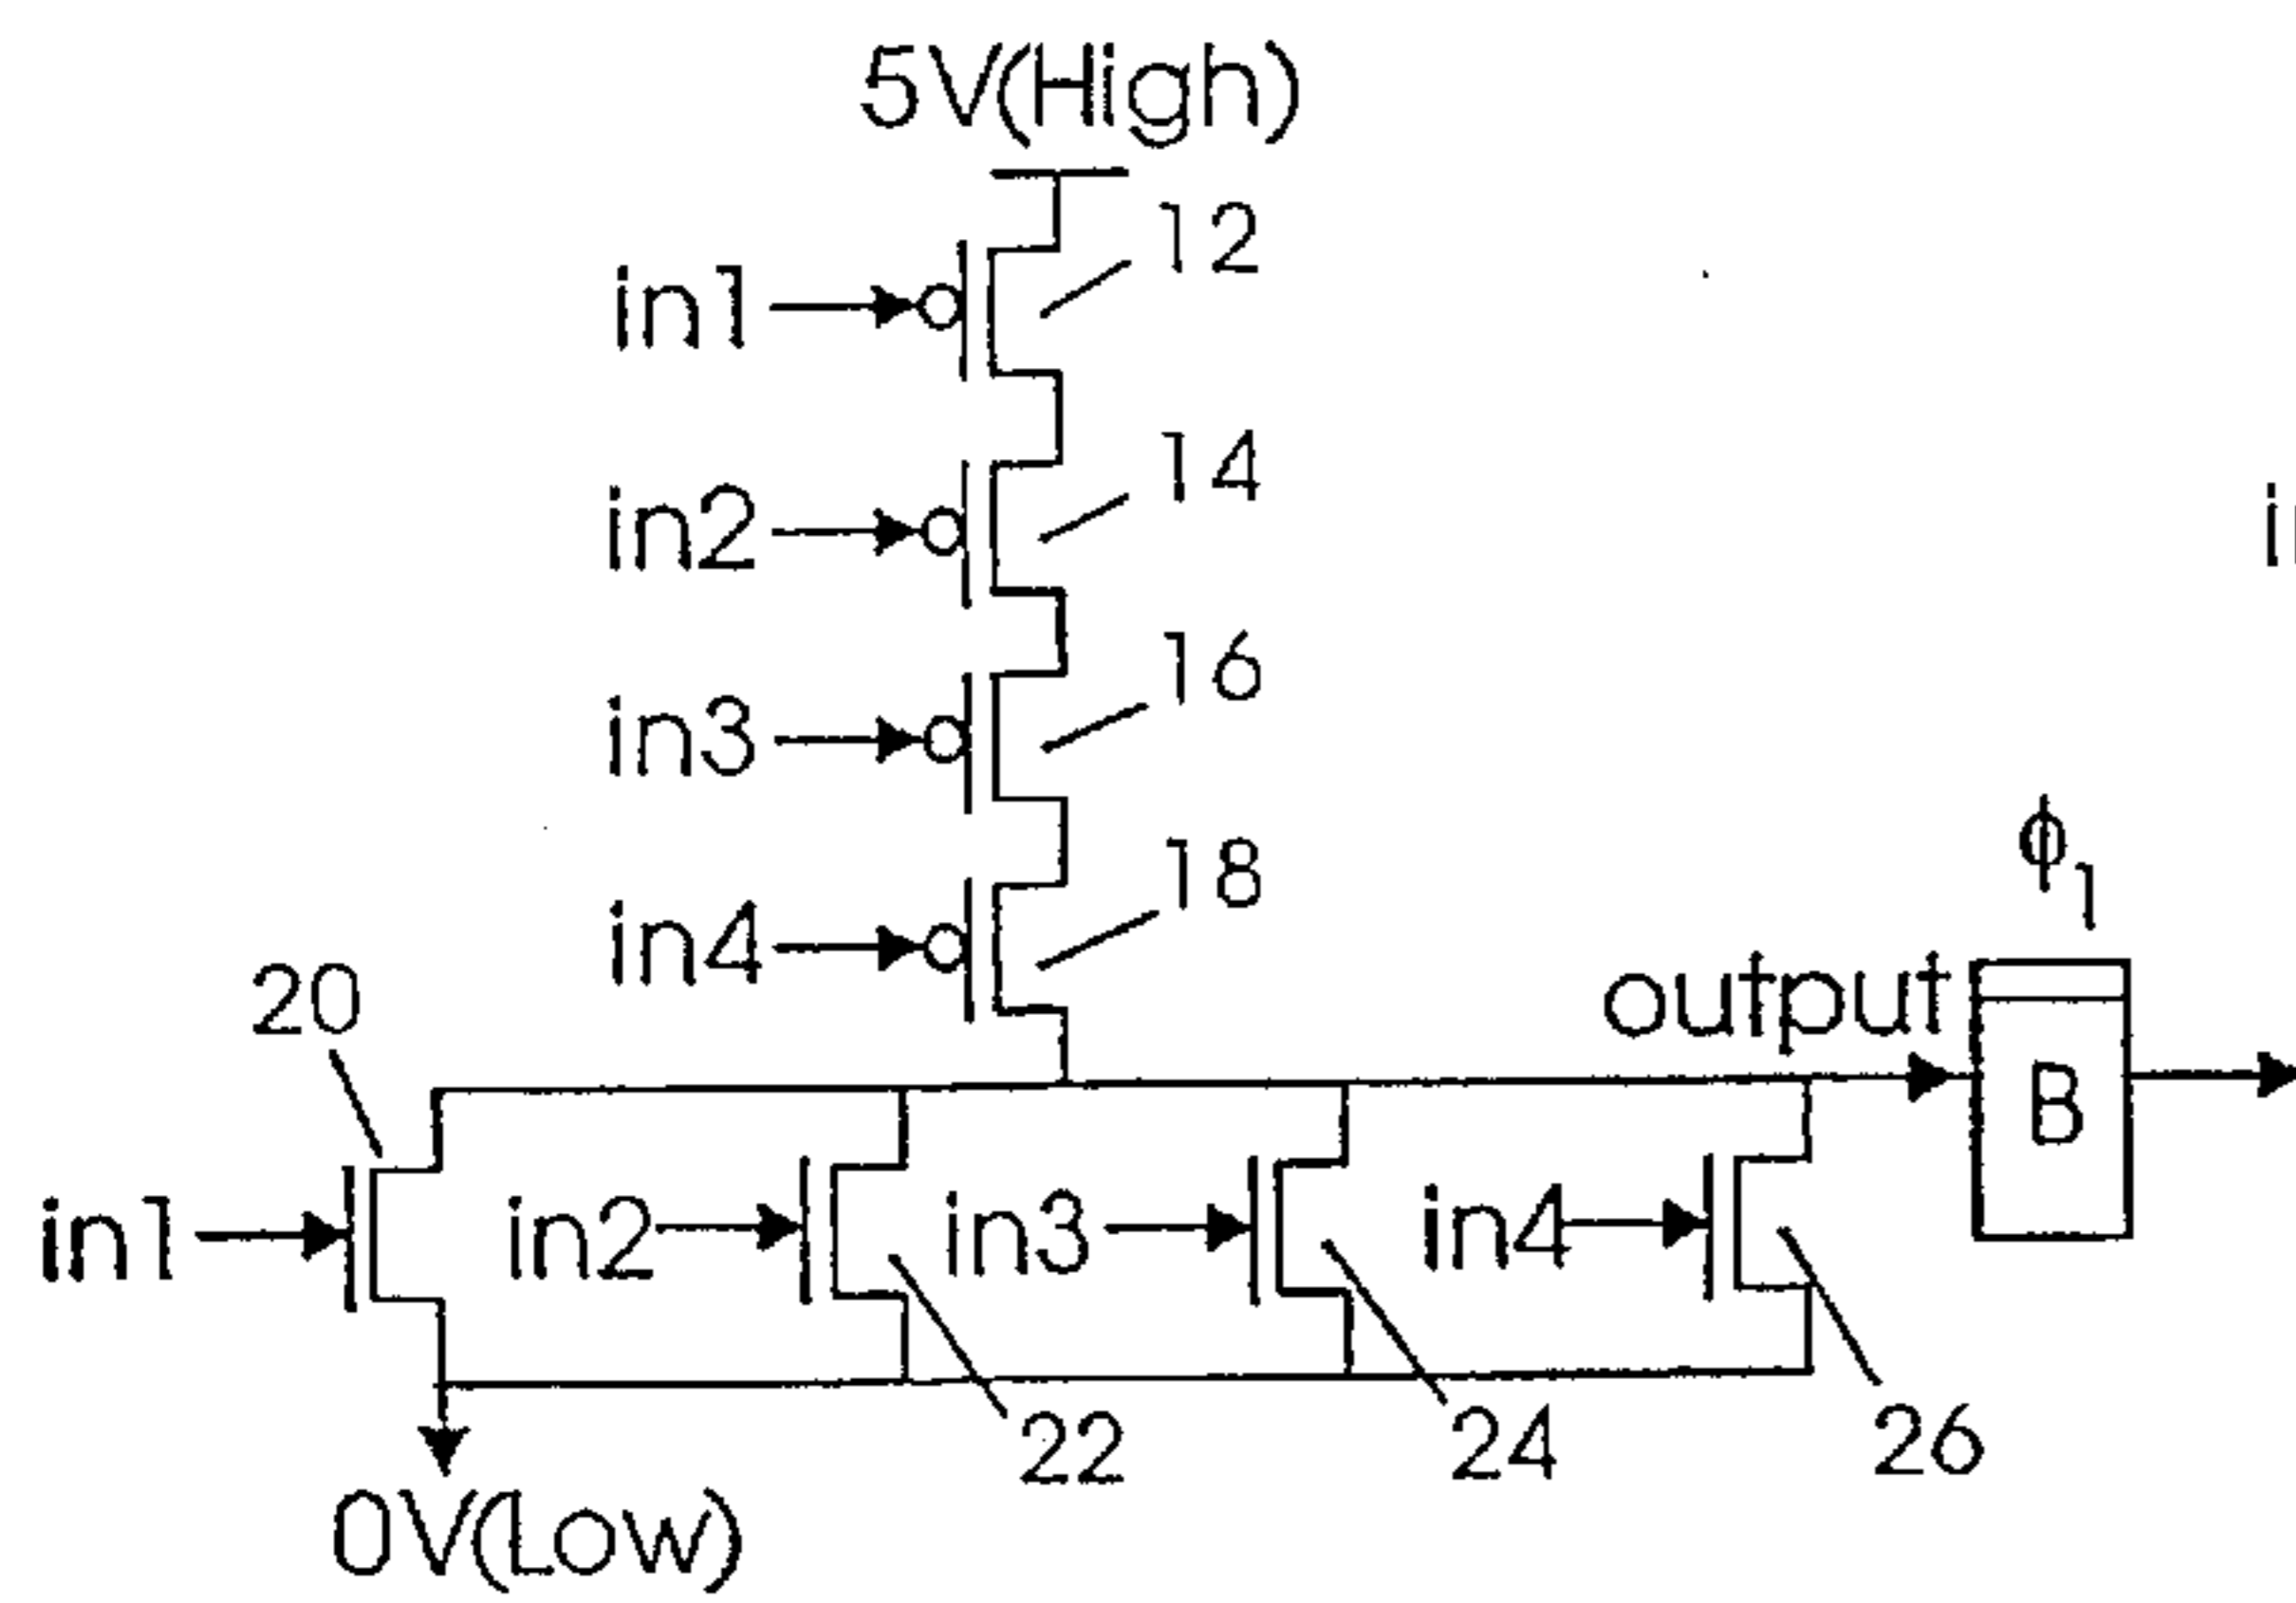 5V(High)
12
in1
14
in2
16
in3
18
in4
ϕ1
20
output
B
in1
in2
in3
in4
22
24
26
0V(Low)